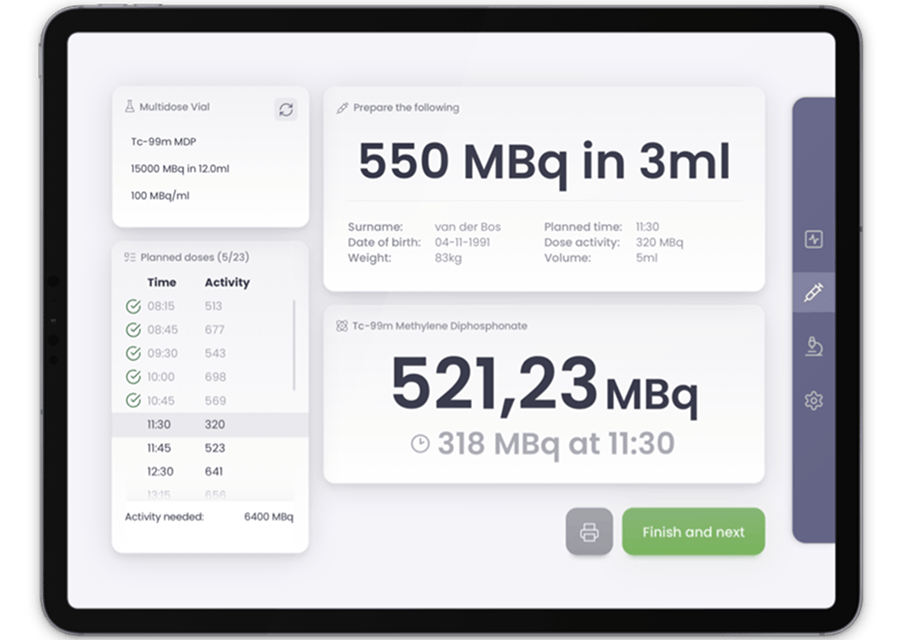 Multidose Vial
Tc-99m MDP
15000 MBq in 12.0ml
100 MBq/ml
Planned doses (5/23)
Time Activity
08:15 513
08:45 677
09:30 543
10:00 698
10:45 569
11:30 320
11:45 523
12:30 641
13:15 656
Activity needed: 6400 MBq
Prepare the following
550 MBq in 3ml
Surname: van der Bos Planned time: 11:30
Date of birth: 04-11-1991 Dose activity: 320 MBq
Weight: 83kg Volume: 5ml
Tc-99m Methylene Diphosphonate
521,23 MBq
318 MBq at 11:30
Finish and next